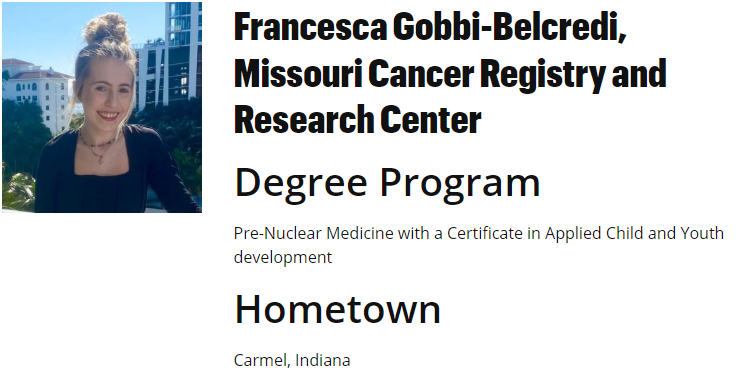 Francesca Gobbi-Belcredi,
Missouri Cancer Registry and
Research Center
Degree Program
Pre-Nuclear Medicine with a Certificate in Applied Child and Youth
development
Hometown
Carmel, Indiana